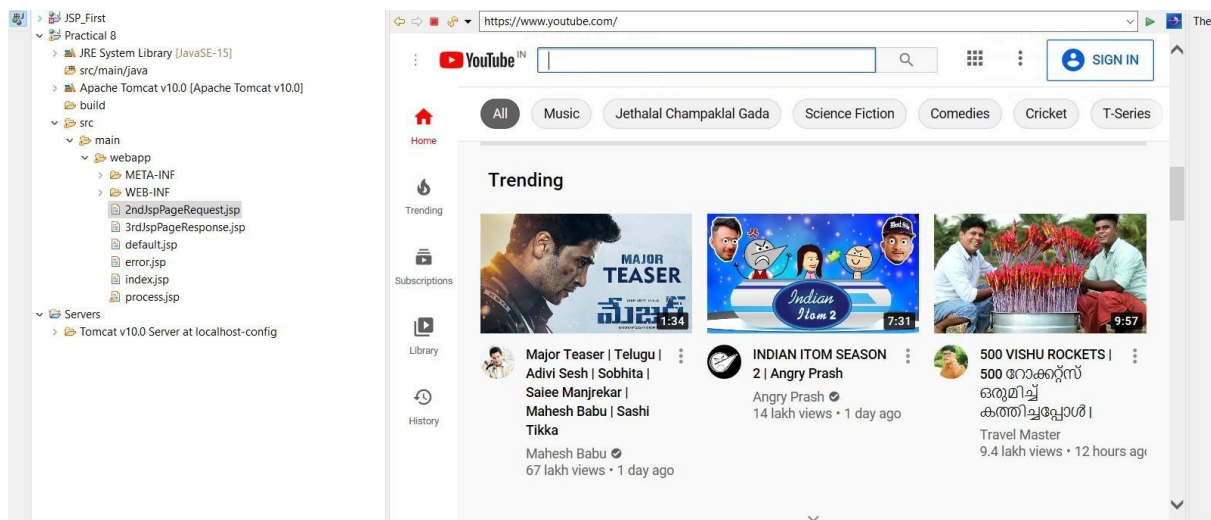 JSP_First
Practical 8
JRE System Library [JavaSE-15]
src/main/java
Apache Tomcat v10.0 [Apache Tomcat v10.0]
build
src
main
webapp
META-INF
WEB-INF
2ndJspPageRequest.jsp
3rdJspPageResponse.jsp
default.jsp
error.jsp
index.jsp
process.jsp
Servers
Tomcat v10.0 Server at localhost-config
https://www.youtube.com/
The
YouTube IN
SIGN IN
All Music Jethalal Champaklal Gada Science Fiction Comedies Cricket T-Series
Home
Trending
Subscriptions
Library
History
Trending
MAJOR
TEASER
మేజర్
1:34
Major Teaser | Telugu |
Adivi Sesh | Sobhita |
Saiee Manjrekar |
Mahesh Babu | Sashi
Tikka
Mahesh Babu
67 lakh views • 1 day ago
Indian
Itom 2
7:31
INDIAN ITOM SEASON
2 | Angry Prash
Angry Prash
14 lakh views • 1 day ago
9:57
500 VISHU ROCKETS |
500 റോക്കറ്റ്സ്
ഒരുമിച്ച്
കത്തിച്ചപ്പോൾ |
Travel Master
9.4 lakh views • 12 hours ago